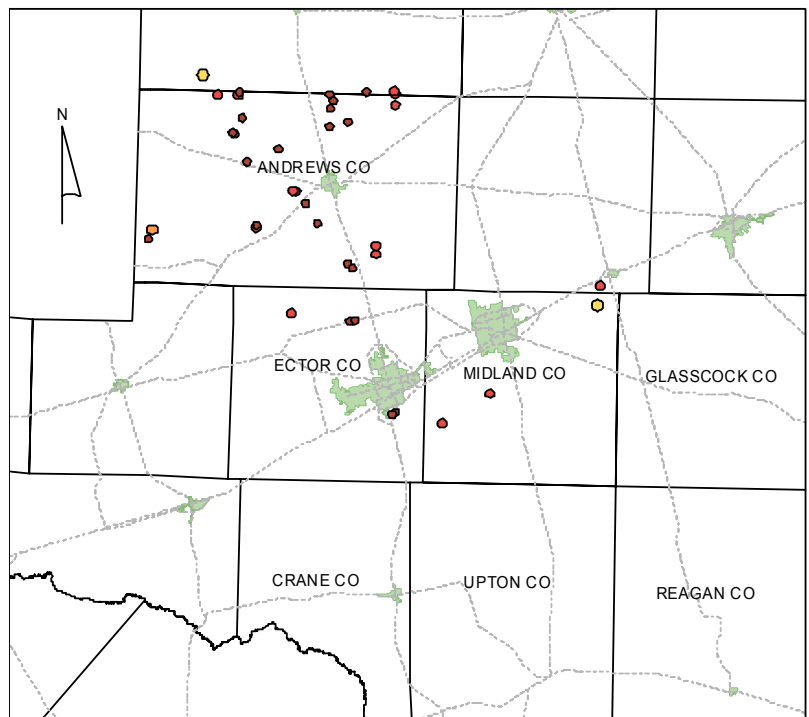 N
ANDREWS CO
ECTOR CO
MIDLAND CO
GLASSCOCK CO
CRANE CO
UPTON CO
REAGAN CO